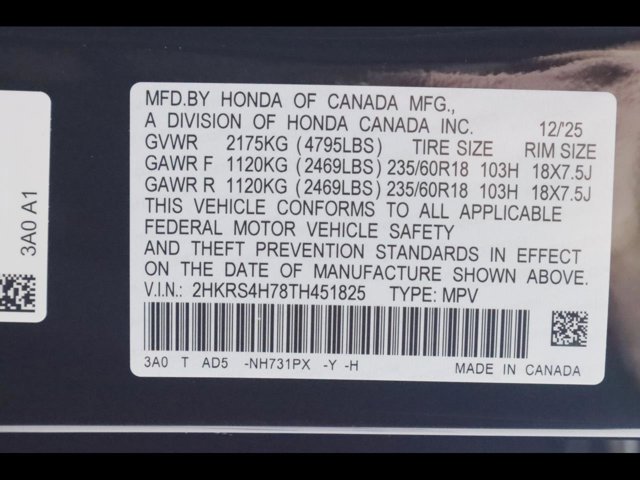 MFD.BY HONDA OF CANADA MFG.,
A DIVISION OF HONDA CANADA INC. 12/'25
GVWR 2175KG (4795LBS) TIRE SIZE RIM SIZE
GAWR F 1120KG (2469LBS) 235/60R18 103H 18X7.5J
GAWR R 1120KG (2469LBS) 235/60R18 103H 18X7.5J
THIS VEHICLE CONFORMS TO ALL APPLICABLE
FEDERAL MOTOR VEHICLE SAFETY
AND THEFT PREVENTION STANDARDS IN EFFECT
ON THE DATE OF MANUFACTURE SHOWN ABOVE.
V.I.N.: 2HKRS4H78TH451825 TYPE: MPV
3A0 T AD5 -NH731PX -Y -H MADE IN CANADA
3A0 A1